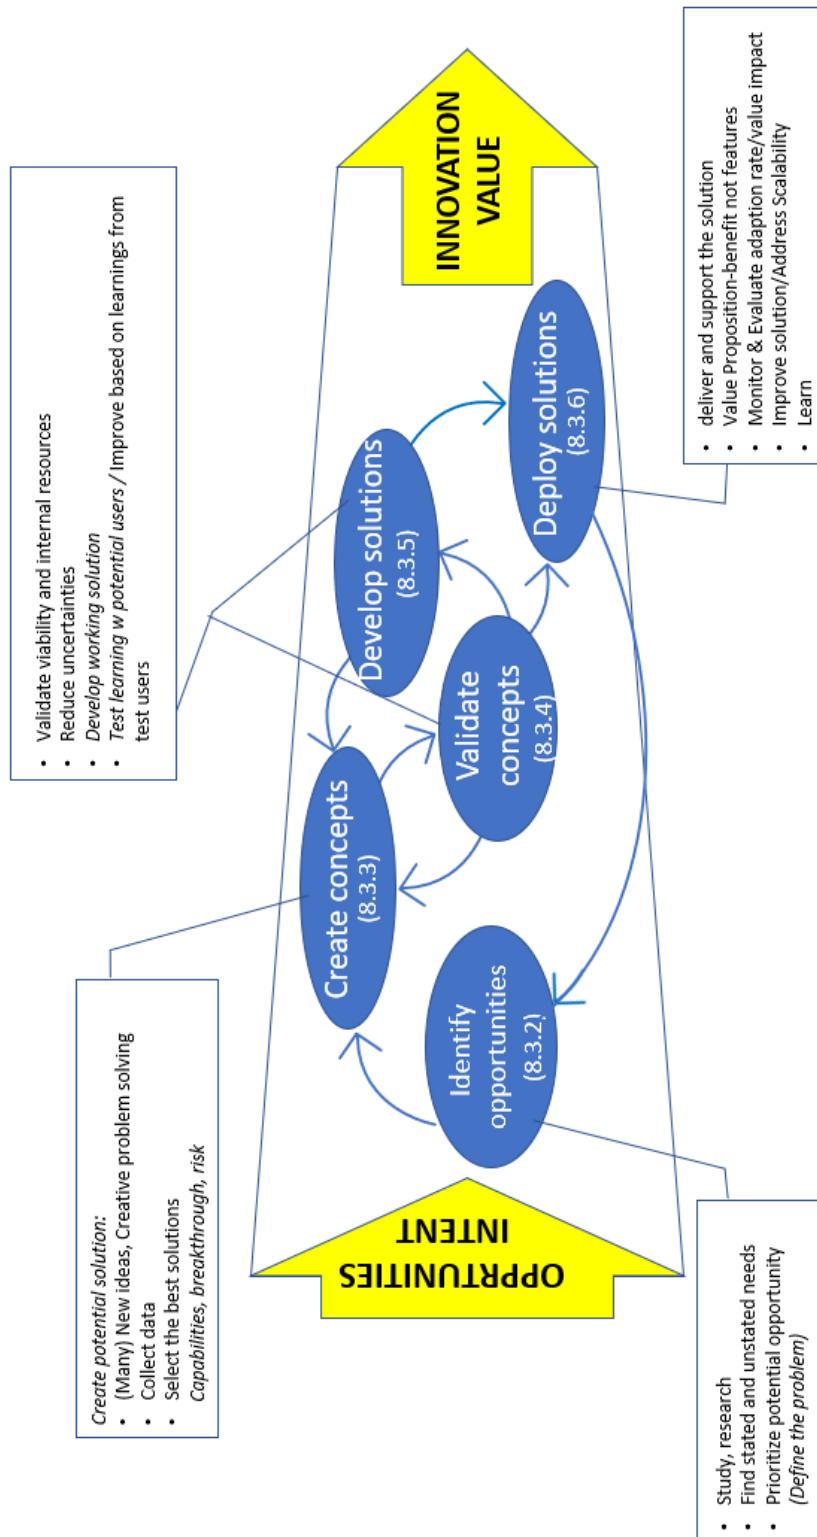 Create potential solution:
• (Many) New ideas, Creative problem solving
• Collect data
• Select the best solutions
Capabilities, breakthrough, risk
• Validate viability and internal resources
• Reduce uncertainties
• Develop working solution
• Test learning w potential users / Improve based on learnings from
test users
OPPRTUNITIES
INTENT
Identify
opportunities
(8.3.2)
Create concepts
(8.3.3)
Validate
concepts
(8.3.4)
Develop solutions
(8.3.5)
Deploy solutions
(8.3.6)
INNOVATION
VALUE
• Study, research
• Find stated and unstated needs
• Prioritize potential opportunity
(Define the problem)
• deliver and support the solution
• Value Proposition-benefit not features
• Monitor & Evaluate adaption rate/value impact
• Improve solution/Address Scalability
• Learn